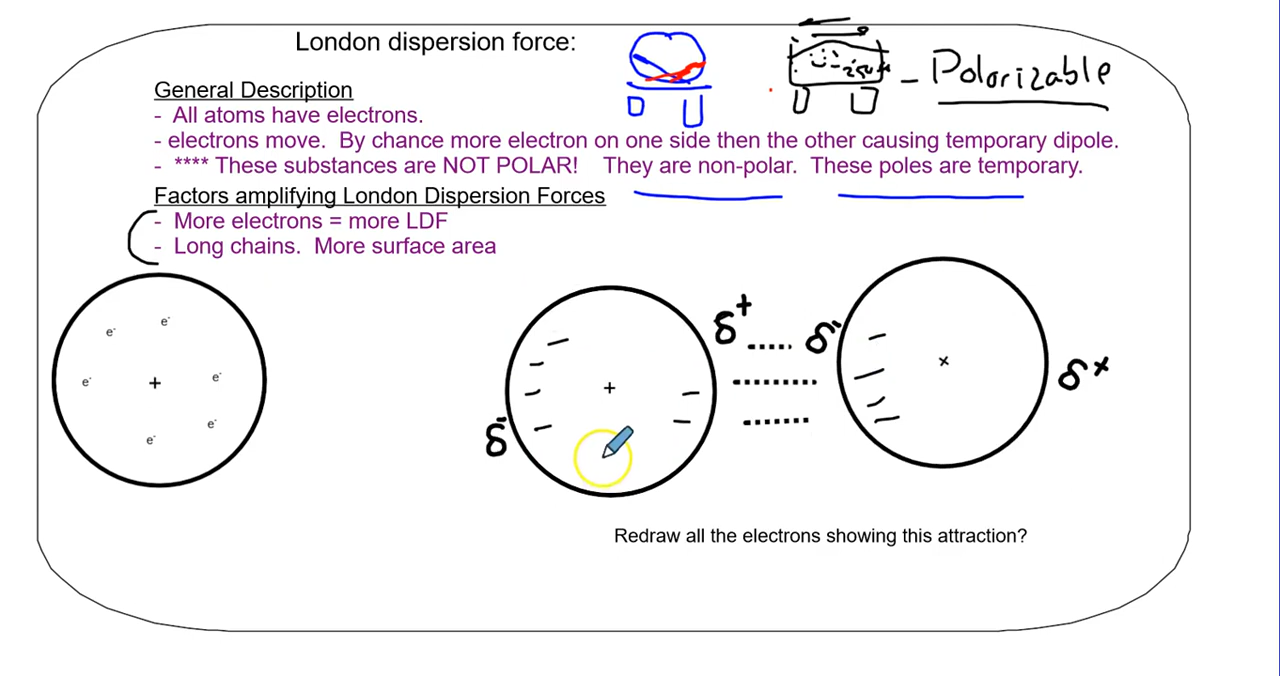 London dispersion force:
- Polorizable
General Description
- All atoms have electrons.
- electrons move. By chance more electron on one side then the other causing temporary dipole.
- **** These substances are NOT POLAR! They are non-polar. These poles are temporary.
Factors amplifying London Dispersion Forces
- More electrons = more LDF
- Long chains. More surface area
e- e- e- + e- e- e-
δ- + δ+
δ- + δ+
Redraw all the electrons showing this attraction?